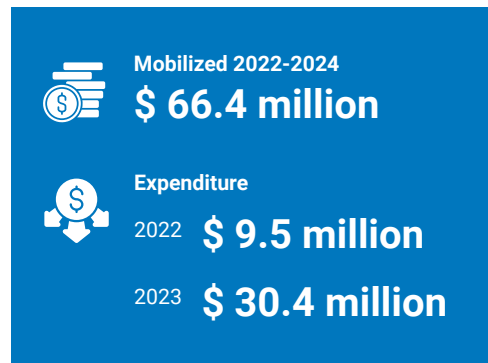 Mobilized 2022-2024
$ 66.4 million
Expenditure
2022 $ 9.5 million
2023 $ 30.4 million